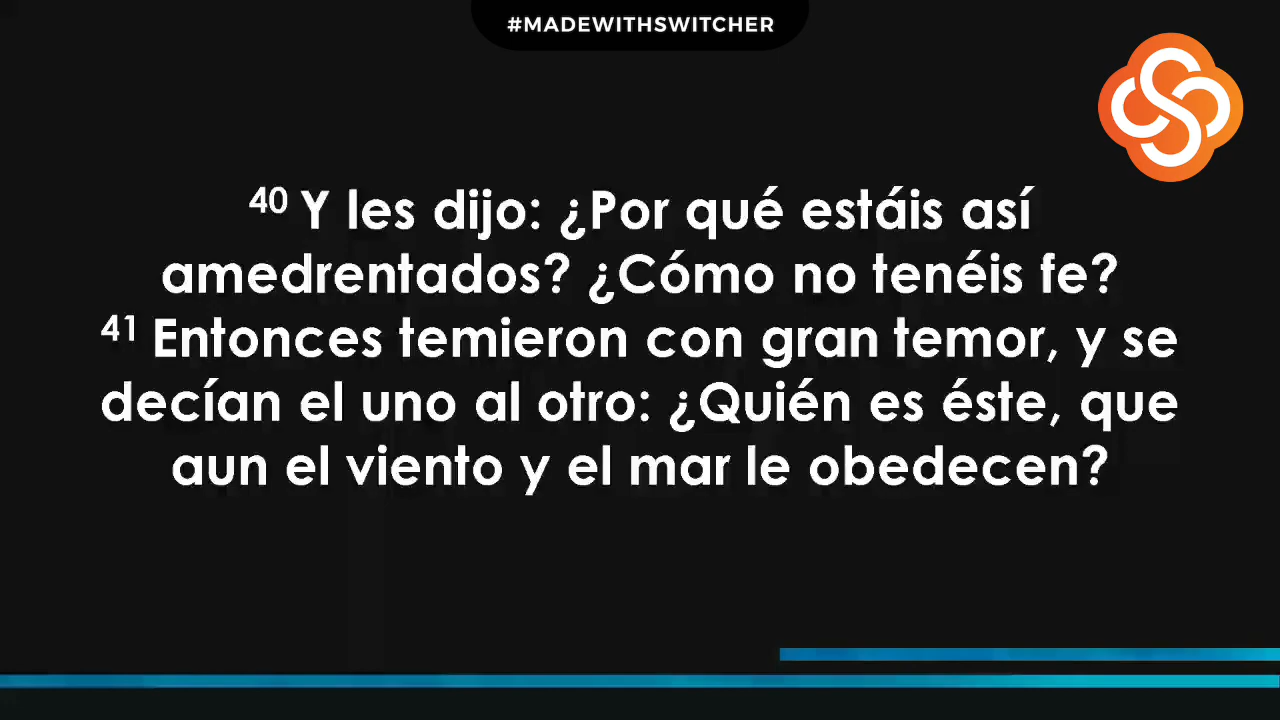 #MADEWITHSWITCHER
40 Y les dijo: ¿Por qué estáis así
amedrentados? ¿Cómo no tenéis fe?
41 Entonces temieron con gran temor, y se
decían el uno al otro: ¿Quién es éste, que
aun el viento y el mar le obedecen?